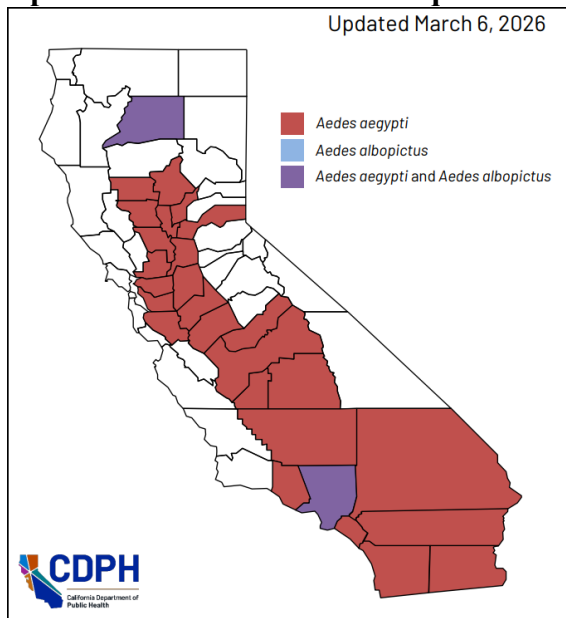 Updated March 6, 2026
Aedes aegypti
Aedes albopictus
Aedes aegypti and Aedes albopictus
CDPH
California Department of
Public Health